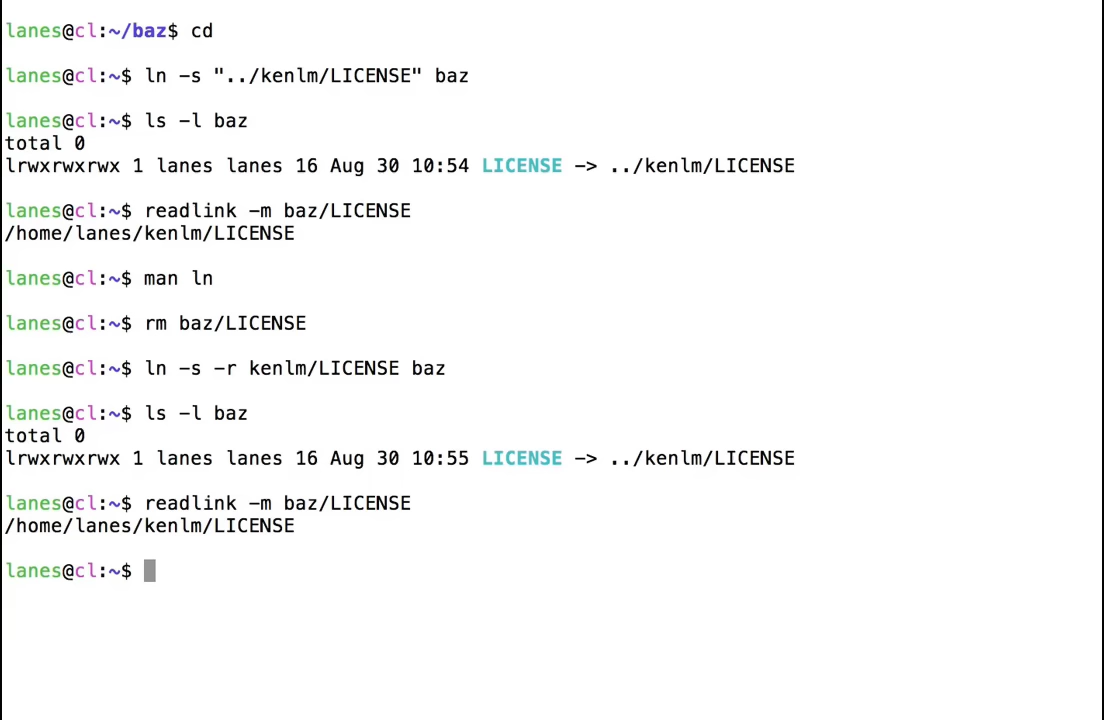 lanes@cl:~/baz$ cd
lanes@cl:~$ ln -s "../kenlm/LICENSE" baz
lanes@cl:~$ ls -l baz
total 0
lrwxrwxrwx 1 lanes lanes 16 Aug 30 10:54 LICENSE -> ../kenlm/LICENSE
lanes@cl:~$ readlink -m baz/LICENSE
/home/lanes/kenlm/LICENSE
lanes@cl:~$ man ln
lanes@cl:~$ rm baz/LICENSE
lanes@cl:~$ ln -s -r kenlm/LICENSE baz
lanes@cl:~$ ls -l baz
total 0
lrwxrwxrwx 1 lanes lanes 16 Aug 30 10:55 LICENSE -> ../kenlm/LICENSE
lanes@cl:~$ readlink -m baz/LICENSE
/home/lanes/kenlm/LICENSE
lanes@cl:~$